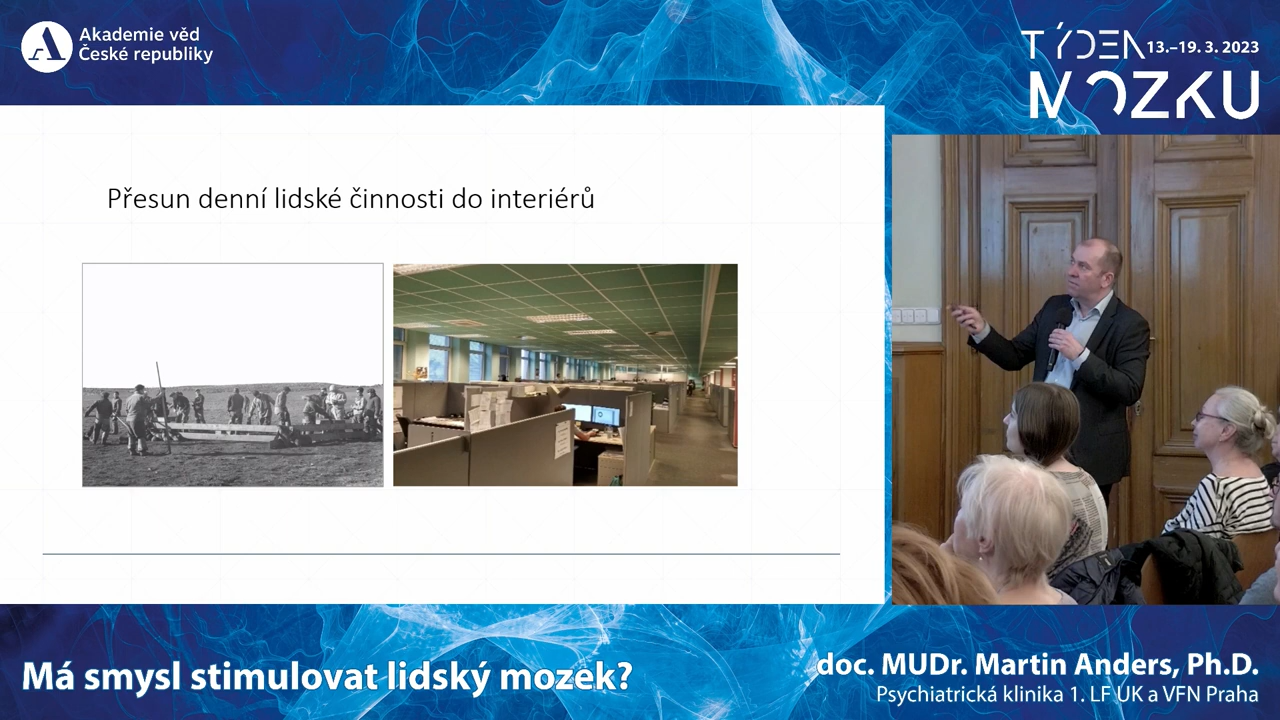 Akademie věd
České republiky
TÝDEN 13.–19. 3. 2023
MOZKU
Přesun denní lidské činnosti do interiérů
Má smysl stimulovat lidský mozek?
doc. MUDr. Martin Anders, Ph.D.
Psychiatrická klinika 1. LF UK a VFN Praha